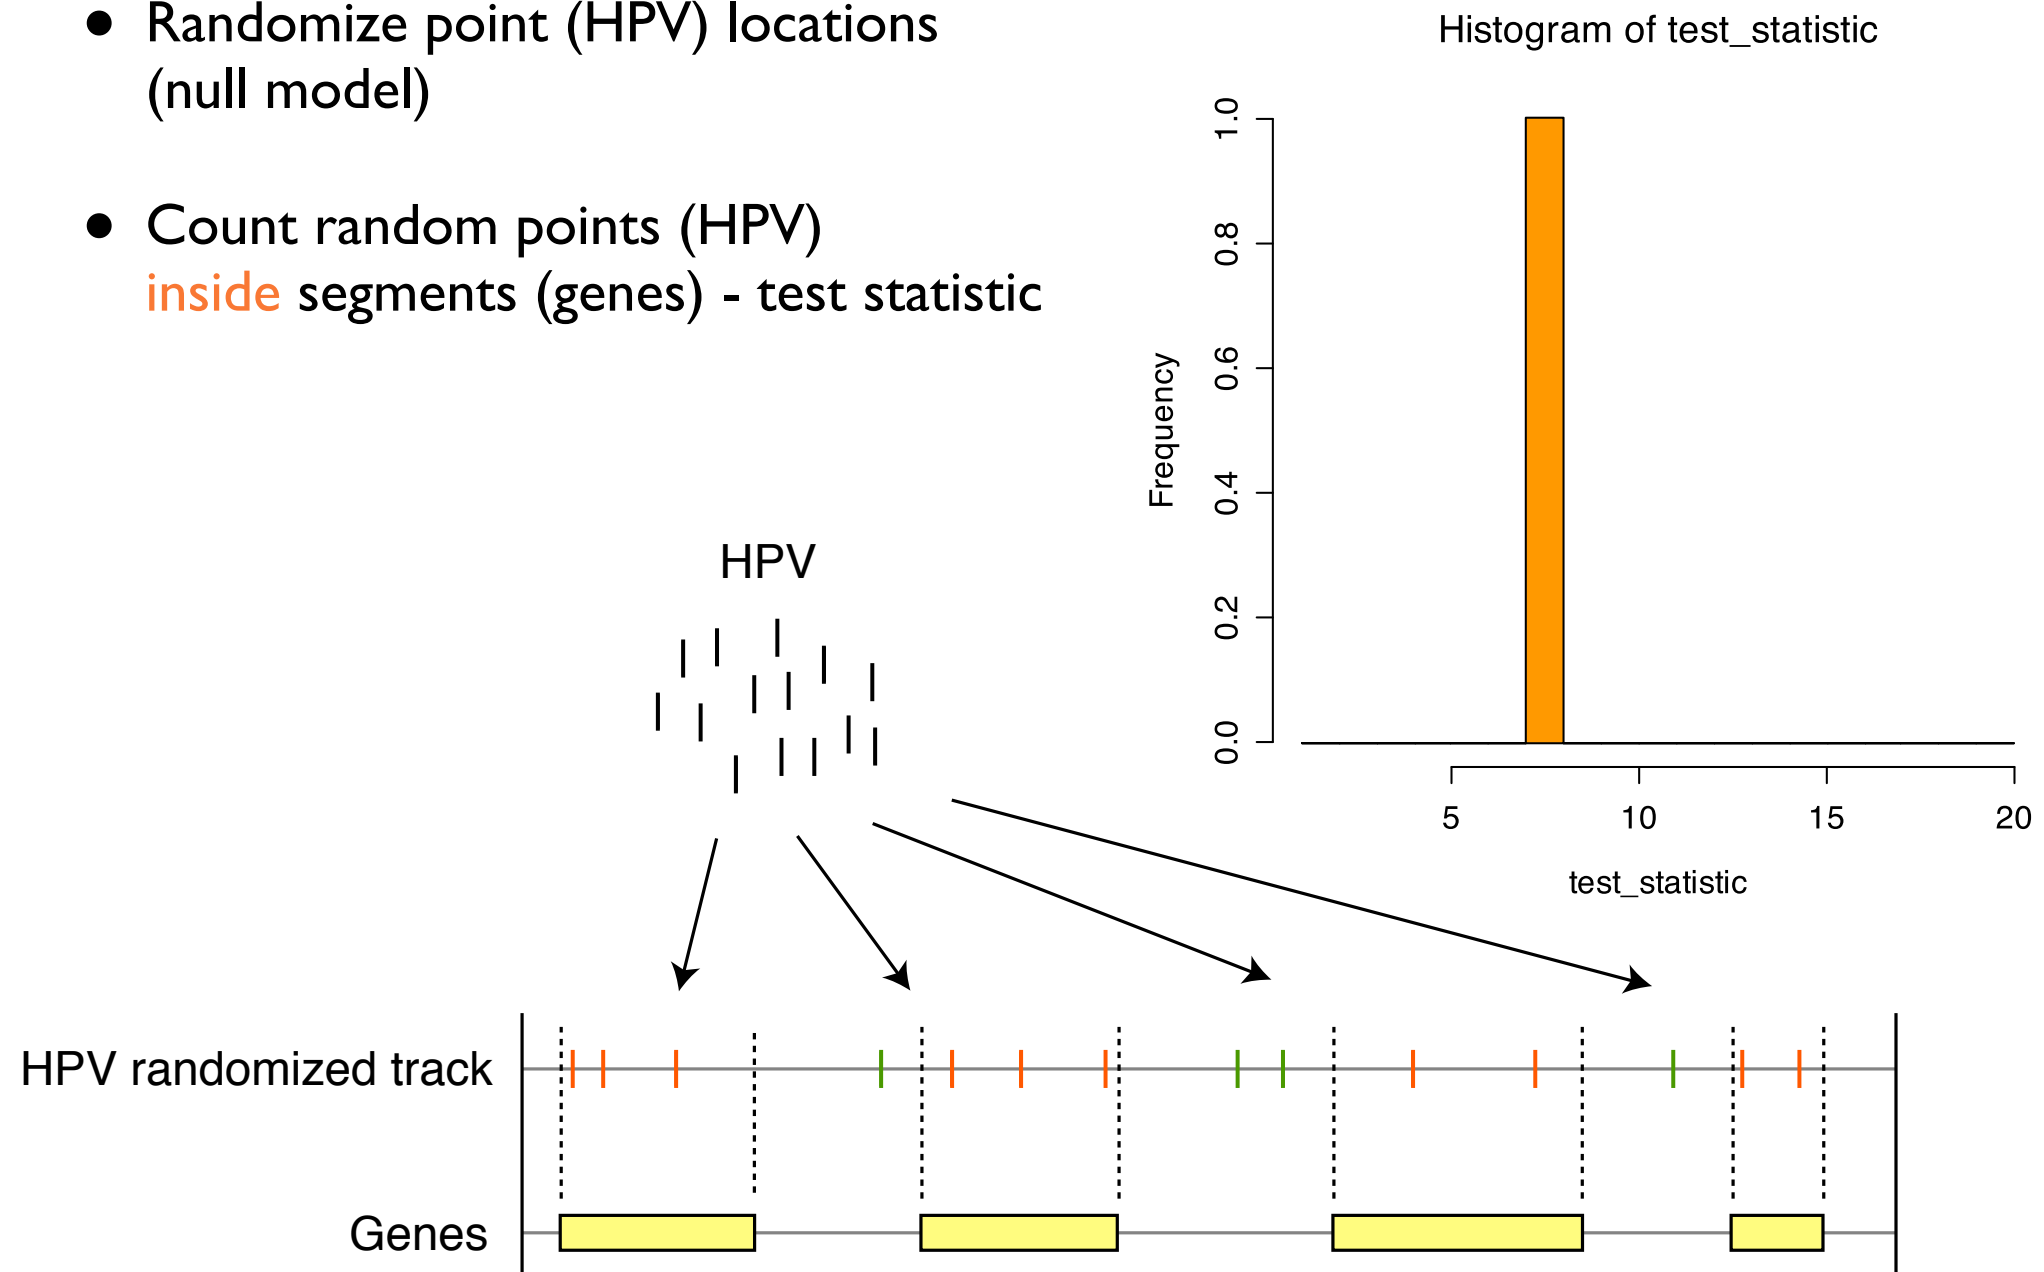 ● Randomize point (HPV) locations
(null model)
● Count random points (HPV)
inside segments (genes) - test statistic
Histogram of test_statistic
Frequency
1.0
0.8
0.6
0.4
0.2
0.0
5 10 15 20
test_statistic
HPV
HPV randomized track
Genes